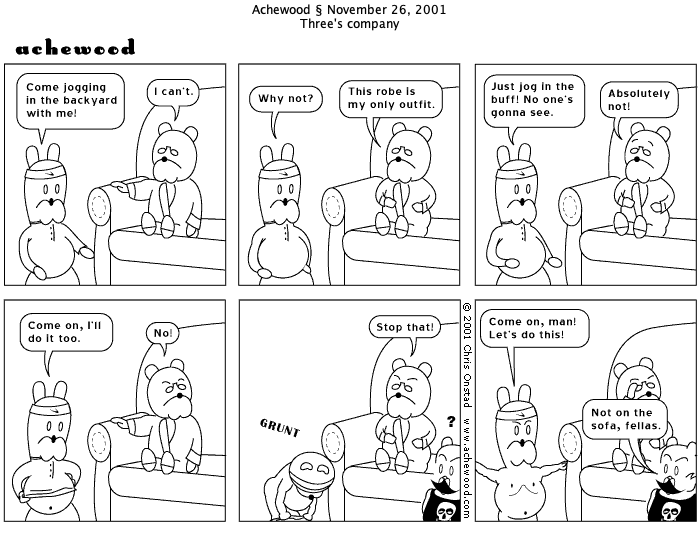 Achewood § November 26, 2001
Three's company
achewood
Come jogging
in the backyard
with me!
I can't.
Why not?
This robe is
my only outfit.
Just jog in the
buff! No one's
gonna see.
Absolutely
not!
Come on, I'll
do it too.
No!
GRUNT
Stop that!
?
© 2001 Chris Onstad www.achewood.com
Come on, man!
Let's do this!
Not on the
sofa, fellas.